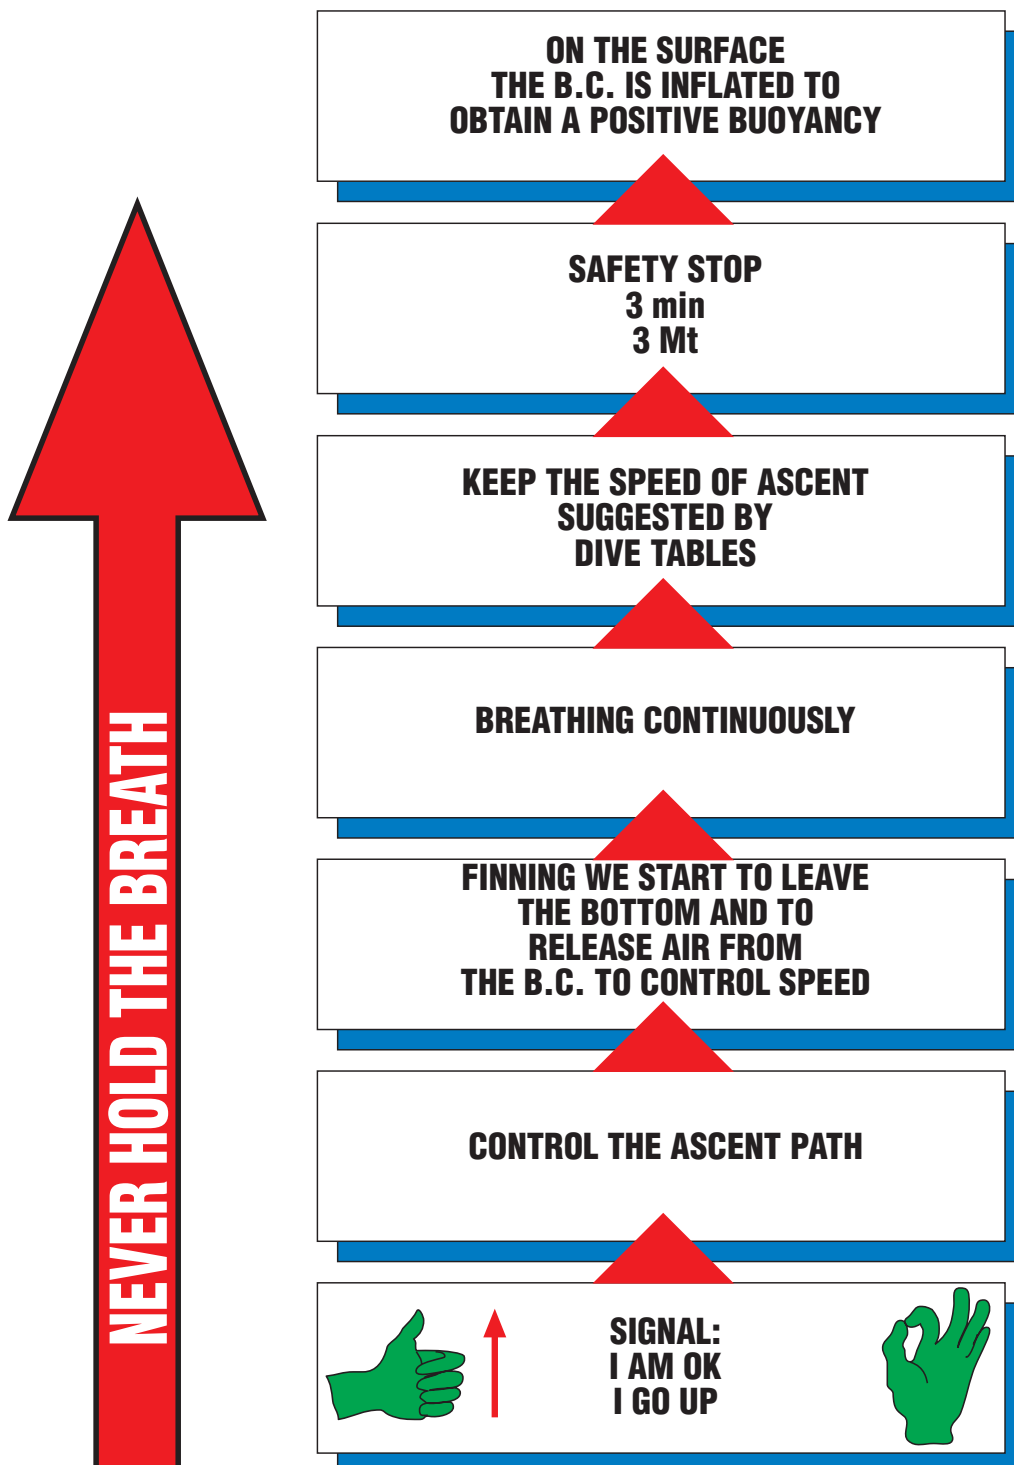 ON THE SURFACE
THE B.C. IS INFLATED TO
OBTAIN A POSITIVE BUOYANCY
SAFETY STOP
3 min
3 Mt
KEEP THE SPEED OF ASCENT
SUGGESTED BY
DIVE TABLES
BREATHING CONTINUOUSLY
FINNING WE START TO LEAVE
THE BOTTOM AND TO
RELEASE AIR FROM
THE B.C. TO CONTROL SPEED
CONTROL THE ASCENT PATH
SIGNAL:
I AM OK
I GO UP
NEVER HOLD THE BREATH